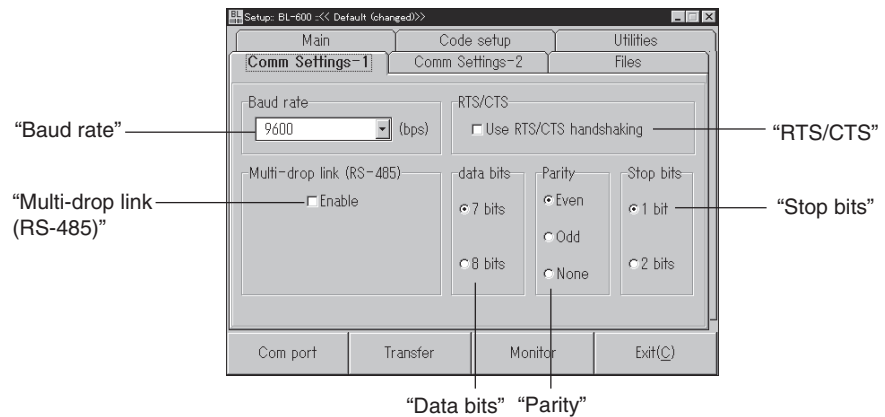 BL Setup:: BL-600 ::<< Default (changed)>>
Main Code setup Utilities
Comm Settings-1 Comm Settings-2 Files
Baud rate RTS/CTS
"Baud rate" 9600 (bps) Use RTS/CTS handshaking "RTS/CTS"
Multi-drop link (RS-485) data bits Parity Stop bits
“Multi-drop link
(RS-485)”
Enable 7 bits Even 1 bit “Stop bits”
Odd
8 bits None 2 bits
Com port Transfer Monitor Exit(C)
“Data bits” “Parity”